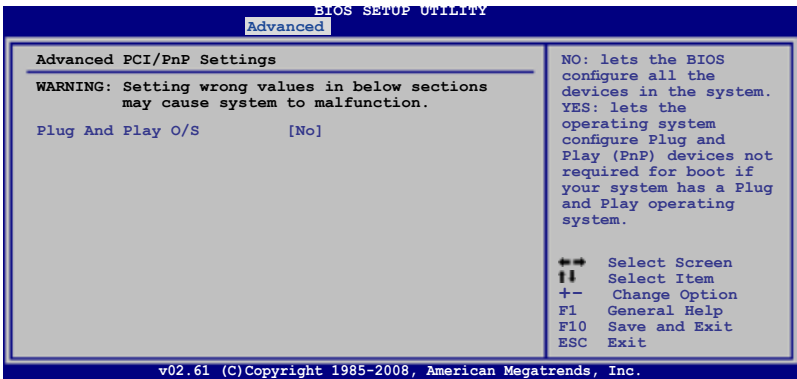 BIOS SETUP UTILITY
Advanced
Advanced PCI/PnP Settings
WARNING: Setting wrong values in below sections
may cause system to malfunction.
Plug And Play O/S [No]
NO: lets the BIOS
configure all the
devices in the system.
YES: lets the
operating system
configure Plug and
Play (PnP) devices not
required for boot if
your system has a Plug
and Play operating
system.
←→ Select Screen
↑↓ Select Item
+- Change Option
F1 General Help
F10 Save and Exit
ESC Exit
v02.61 (C)Copyright 1985-2008, American Megatrends, Inc.